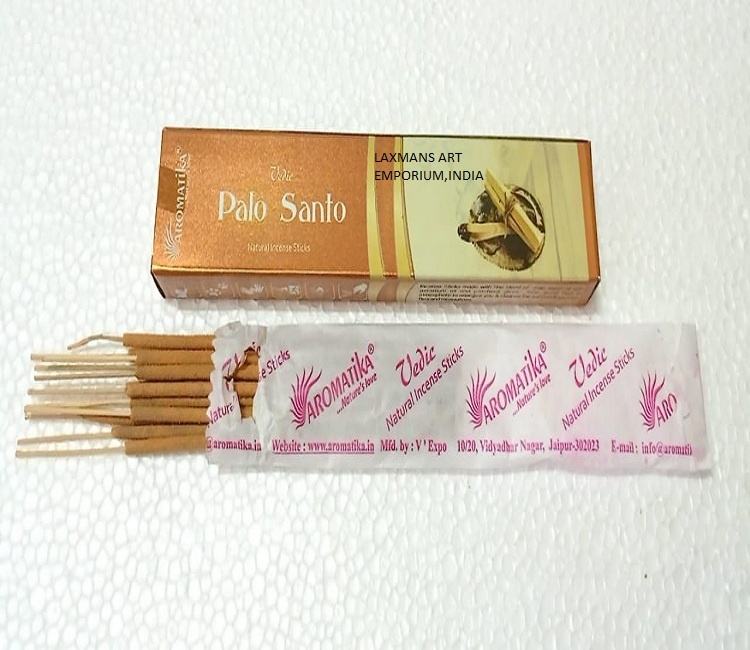 LAXMANS ART
EMPORIUM,INDIA
AROMATIKA®
Vedic
Palo Santo
Natural Incense Sticks
AROMATIKA®
...Nature's love
Vedic
Natural Incense Sticks
AROMATIKA®
...Nature's love
Vedic
Natural Incense Sticks
ARO
@aromatika.in Website : www.aromatika.in Mfd. by : V ' Expo 10/20, Vidyadhar Nagar, Jaipur-302023 E-mail : info@aromati